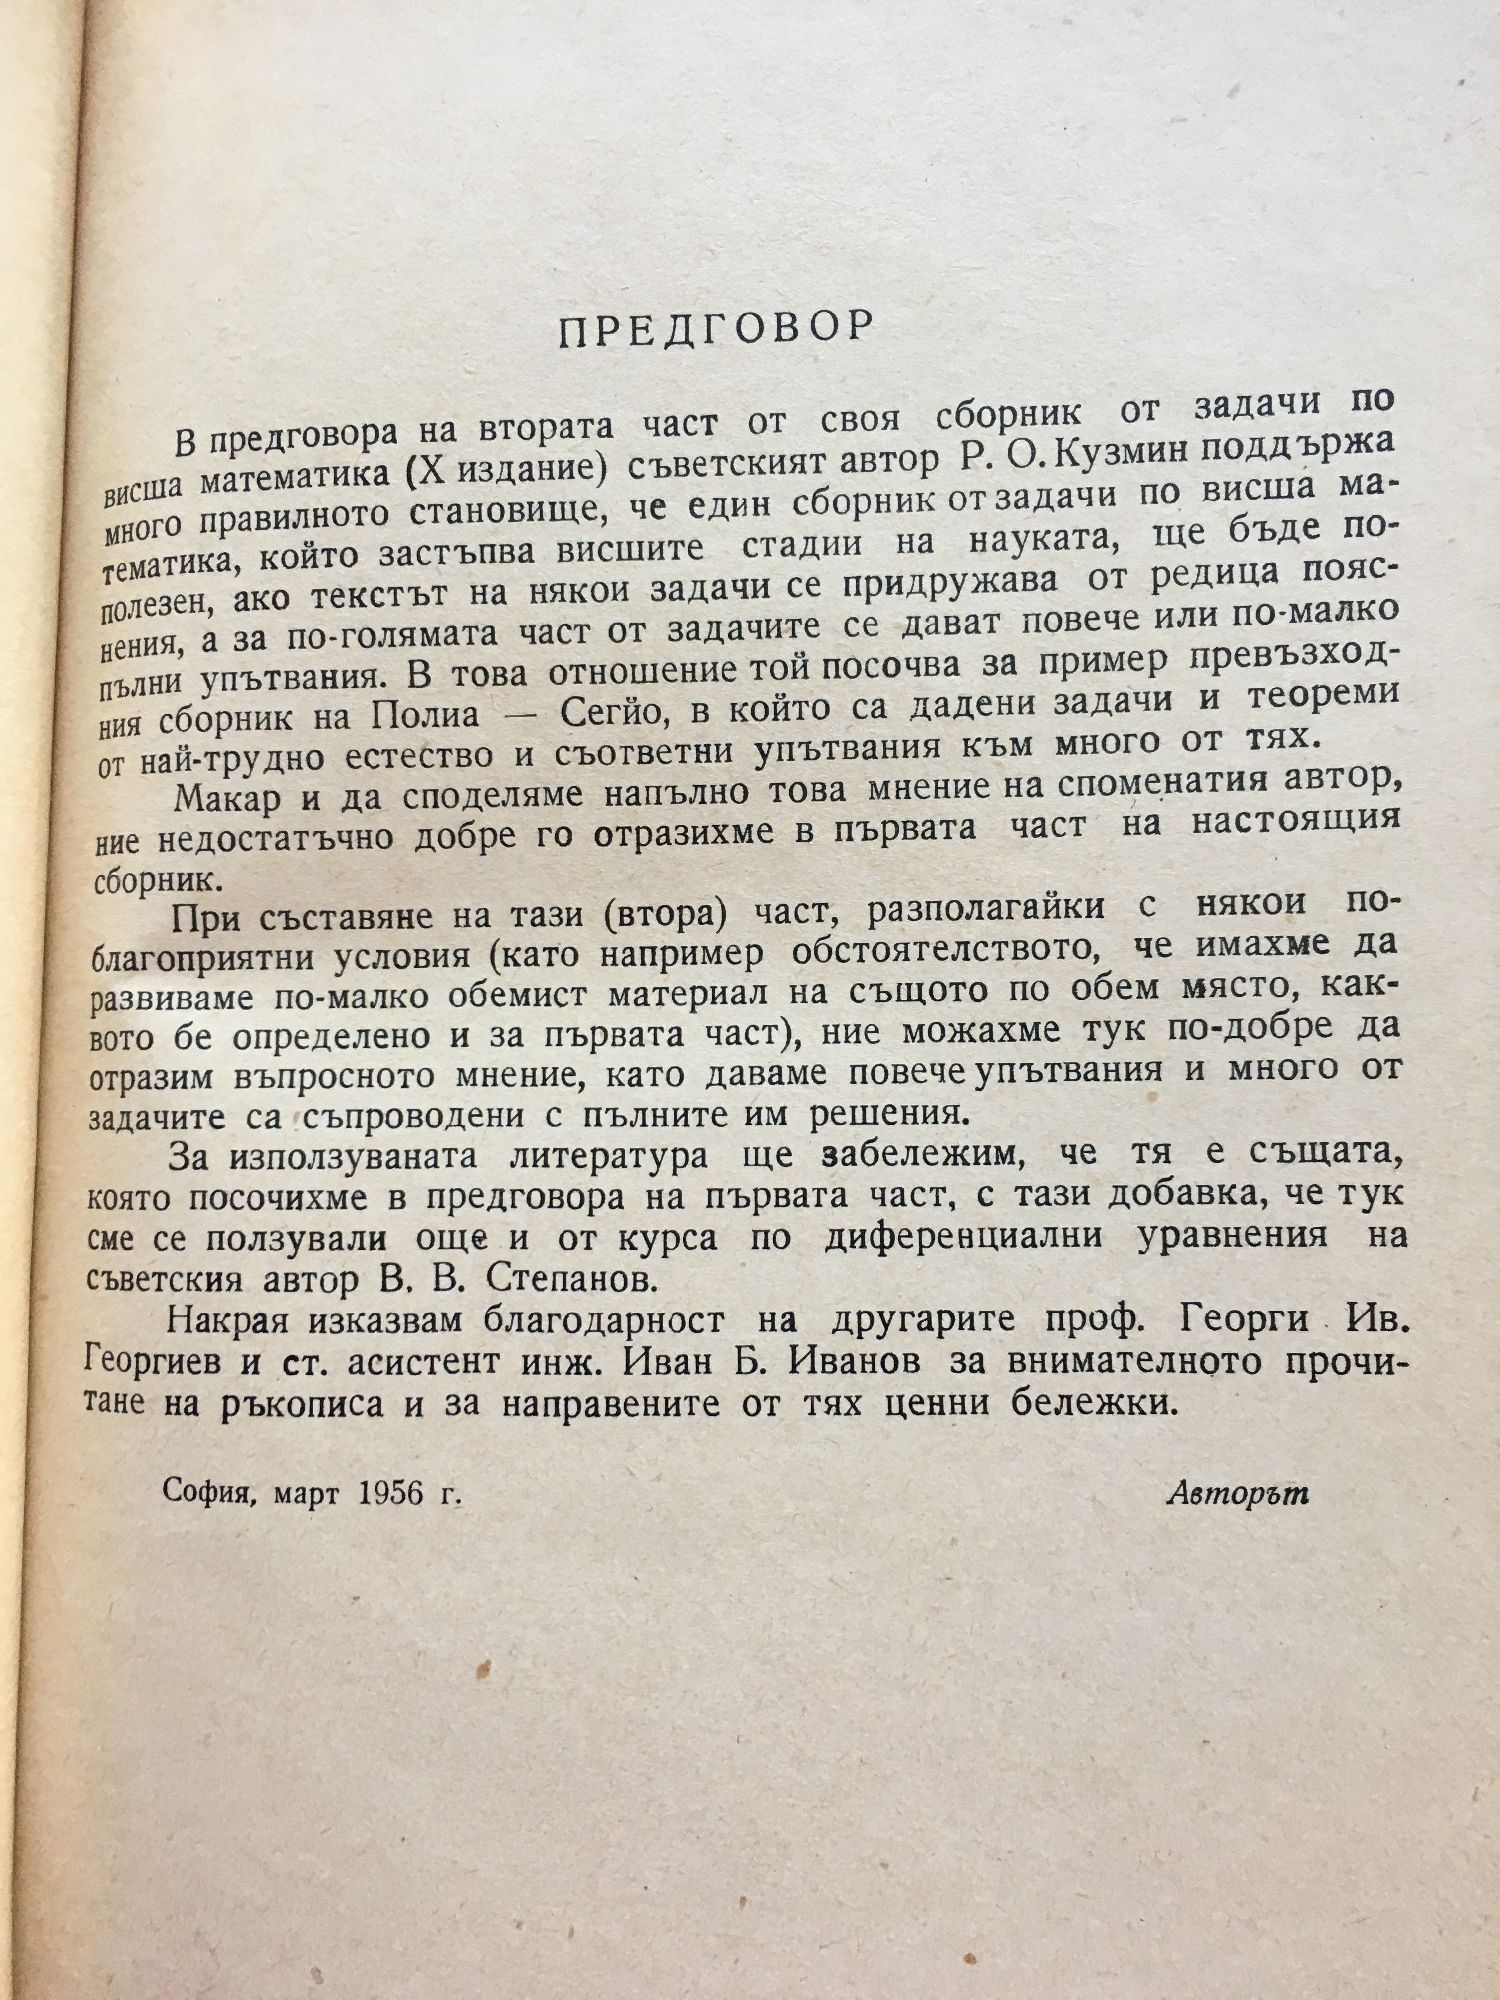 ПРЕДГОВОР
В предговора на втората част от своя сборник от задачи по
висша математика (X издание) съветският автор Р. О. Кузмин поддържа
много правилното становище, че един сборник от задачи по висша ма-
тематика, който застъпва висшите стадии на науката, ще бъде по-
полезен, ако текстът на някои задачи се придружава от редица пояс-
нения, а за по-голямата част от задачите се дават повече или по-малко
пълни упътвания. В това отношение той посочва за пример превъзход-
ния сборник на Полиа — Сегйо, в който са дадени задачи и теореми
от най-трудно естество и съответни упътвания към много от тях.
Макар и да споделяме напълно това мнение на споменатия автор,
ние недостатъчно добре го отразихме в първата част на настоящия
сборник.
При съставяне на тази (втора) част, разполагайки с някои по-
благоприятни условия (като например обстоятелството, че имахме да
развиваме по-малко обемист материал на същото по обем място, как-
вото бе определено и за първата част), ние можахме тук по-добре да
отразим въпросното мнение, като даваме повече упътвания и много от
задачите са съпроводени с пълните им решения.
За използуваната литература ще забележим, че тя е същата,
която посочихме в предговора на първата част, с тази добавка, че тук
сме се ползували още и от курса по диференциални уравнения на
съветския автор В. В. Степанов.
Накрая изказвам благодарност на другарите проф. Георги Ив.
Георгиев и ст. асистент инж. Иван Б. Иванов за внимателното прочи-
тане на ръкописа и за направените от тях ценни бележки.
София, март 1956 г. Авторът